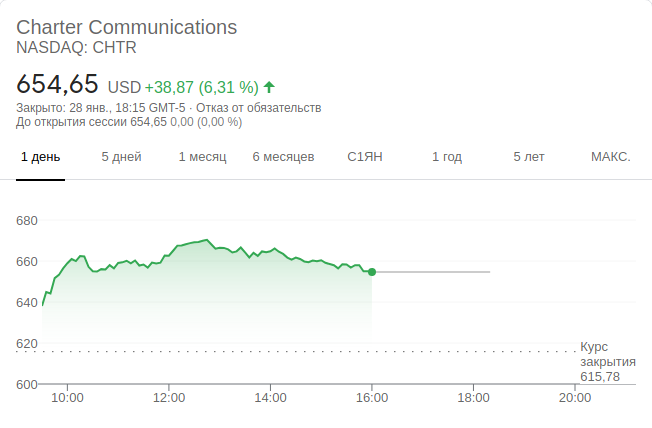 Charter Communications
NASDAQ: CHTR
654,65 USD +38,87 (6,31 %)
Закрыто: 28 янв., 18:15 GMT-5 · Отказ от обязательств
До открытия сессии 654,65 0,00 (0,00 %)
1 день 5 дней 1 месяц 6 месяцев С1ЯН 1 год 5 лет МАКС.
680
660
640
620
600
Курс
закрытия
615,78
10:00 12:00 14:00 16:00 18:00 20:00